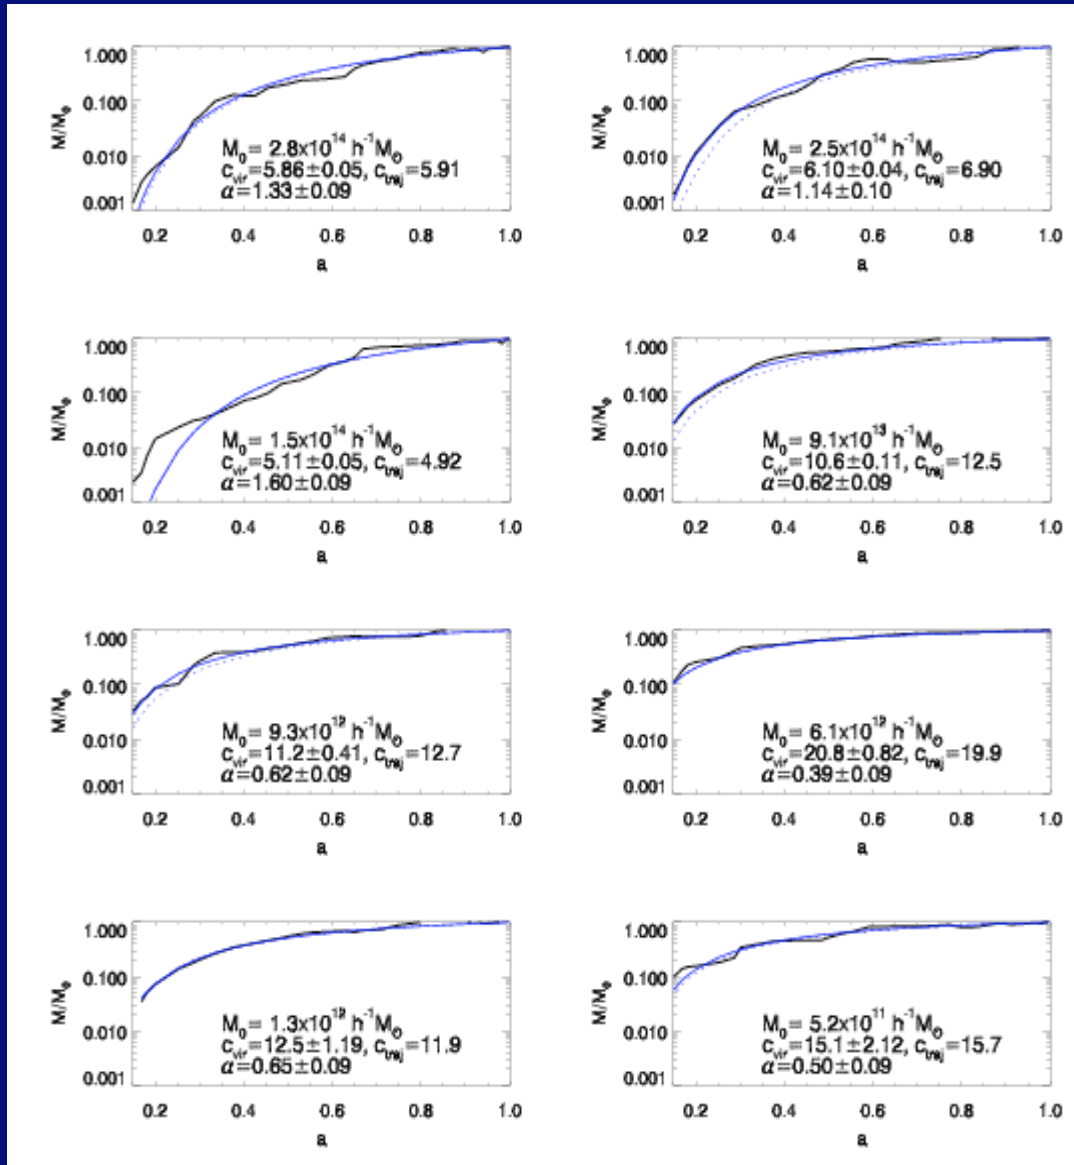 M/M₀
1.000
0.100
0.010
0.001
M₀= 2.8x10¹⁴ h⁻¹M☉
c_vir=5.86±0.05, c_traj=5.91
α=1.33±0.09
0.2 0.4 0.6 0.8 1.0
a
M/M₀
1.000
0.100
0.010
0.001
M₀= 2.5x10¹⁴ h⁻¹M☉
c_vir=6.10±0.04, c_traj=6.90
α=1.14±0.10
0.2 0.4 0.6 0.8 1.0
a
M/M₀
1.000
0.100
0.010
0.001
M₀= 1.5x10¹⁴ h⁻¹M☉
c_vir=5.11±0.05, c_traj=4.92
α=1.60±0.09
0.2 0.4 0.6 0.8 1.0
a
M/M₀
1.000
0.100
0.010
0.001
M₀= 9.1x10¹³ h⁻¹M☉
c_vir=10.6±0.11, c_traj=12.5
α=0.62±0.09
0.2 0.4 0.6 0.8 1.0
a
M/M₀
1.000
0.100
0.010
0.001
M₀= 9.3x10¹² h⁻¹M☉
c_vir=11.2±0.41, c_traj=12.7
α=0.62±0.09
0.2 0.4 0.6 0.8 1.0
a
M/M₀
1.000
0.100
0.010
0.001
M₀= 6.1x10¹² h⁻¹M☉
c_vir=20.8±0.82, c_traj=19.9
α=0.39±0.09
0.2 0.4 0.6 0.8 1.0
a
M/M₀
1.000
0.100
0.010
0.001
M₀= 1.3x10¹² h⁻¹M☉
c_vir=12.5±1.19, c_traj=11.9
α=0.65±0.09
0.2 0.4 0.6 0.8 1.0
a
M/M₀
1.000
0.100
0.010
0.001
M₀= 5.2x10¹¹ h⁻¹M☉
c_vir=15.1±2.12, c_traj=15.7
α=0.50±0.09
0.2 0.4 0.6 0.8 1.0
a